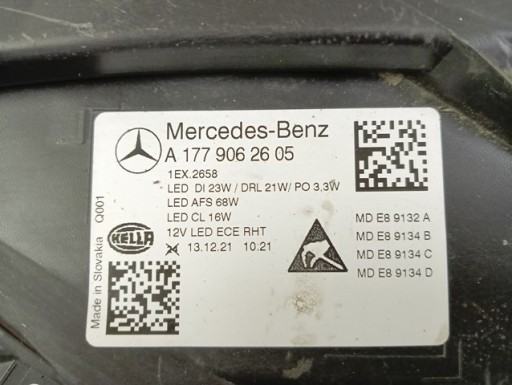 Mercedes-Benz
A 177 906 26 05
1EX.2658
LED DI 23W / DRL 21W/ PO 3,3W
LED AFS 68W
LED CL 16W
12V LED ECE RHT
13.12.21 10.21
HELLA
MD E8 9132 A
MD E8 9134 B
MD E8 9134 C
MD E8 9134 D
Made in Slovakia Q001